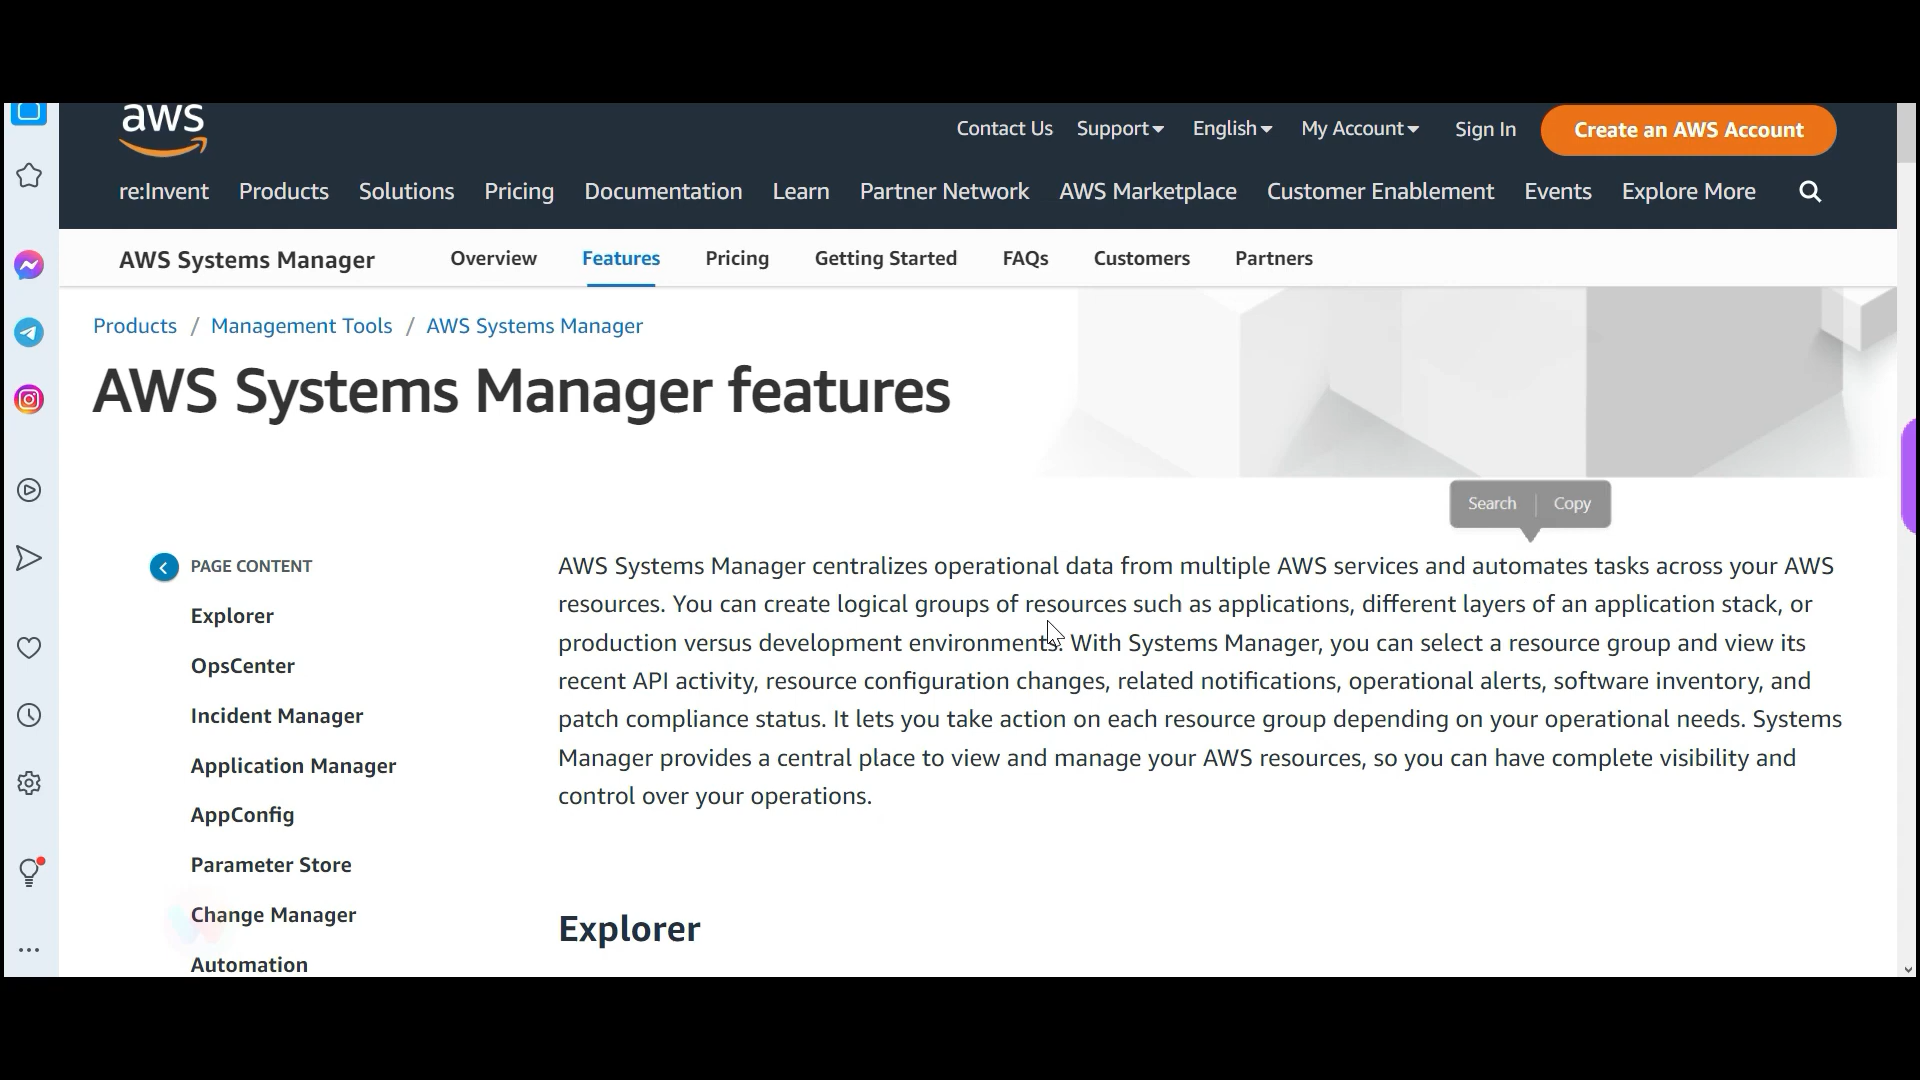 aws
Contact Us Support English My Account Sign In Create an AWS Account
re:Invent Products Solutions Pricing Documentation Learn Partner Network AWS Marketplace Customer Enablement Events Explore More
AWS Systems Manager Overview Features Pricing Getting Started FAQs Customers Partners
Products / Management Tools / AWS Systems Manager
AWS Systems Manager features
Search Copy
PAGE CONTENT
Explorer
OpsCenter
Incident Manager
Application Manager
AppConfig
Parameter Store
Change Manager
Automation
AWS Systems Manager centralizes operational data from multiple AWS services and automates tasks across your AWS
resources. You can create logical groups of resources such as applications, different layers of an application stack, or
production versus development environments. With Systems Manager, you can select a resource group and view its
recent API activity, resource configuration changes, related notifications, operational alerts, software inventory, and
patch compliance status. It lets you take action on each resource group depending on your operational needs. Systems
Manager provides a central place to view and manage your AWS resources, so you can have complete visibility and
control over your operations.
Explorer